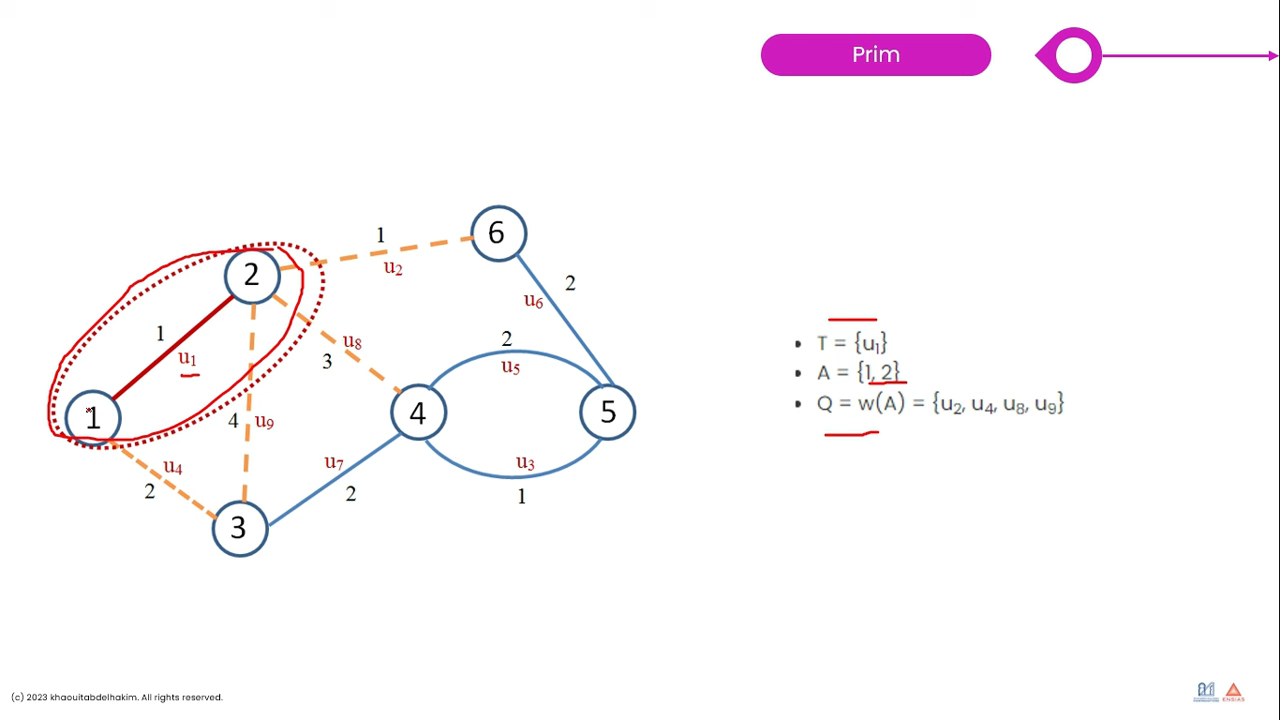 Prim
6
1
u2
2
2
u6
1
u1
u8
3
2
u5
1
4
5
4
u9
u4
2
u7
2
u3
1
3
• T = {u1}
• A = {1, 2}
• Q = w(A) = {u2, u4, u8, u9}
(c) 2023 khaouitabdelhakim. All rights reserved.
ENSIAS